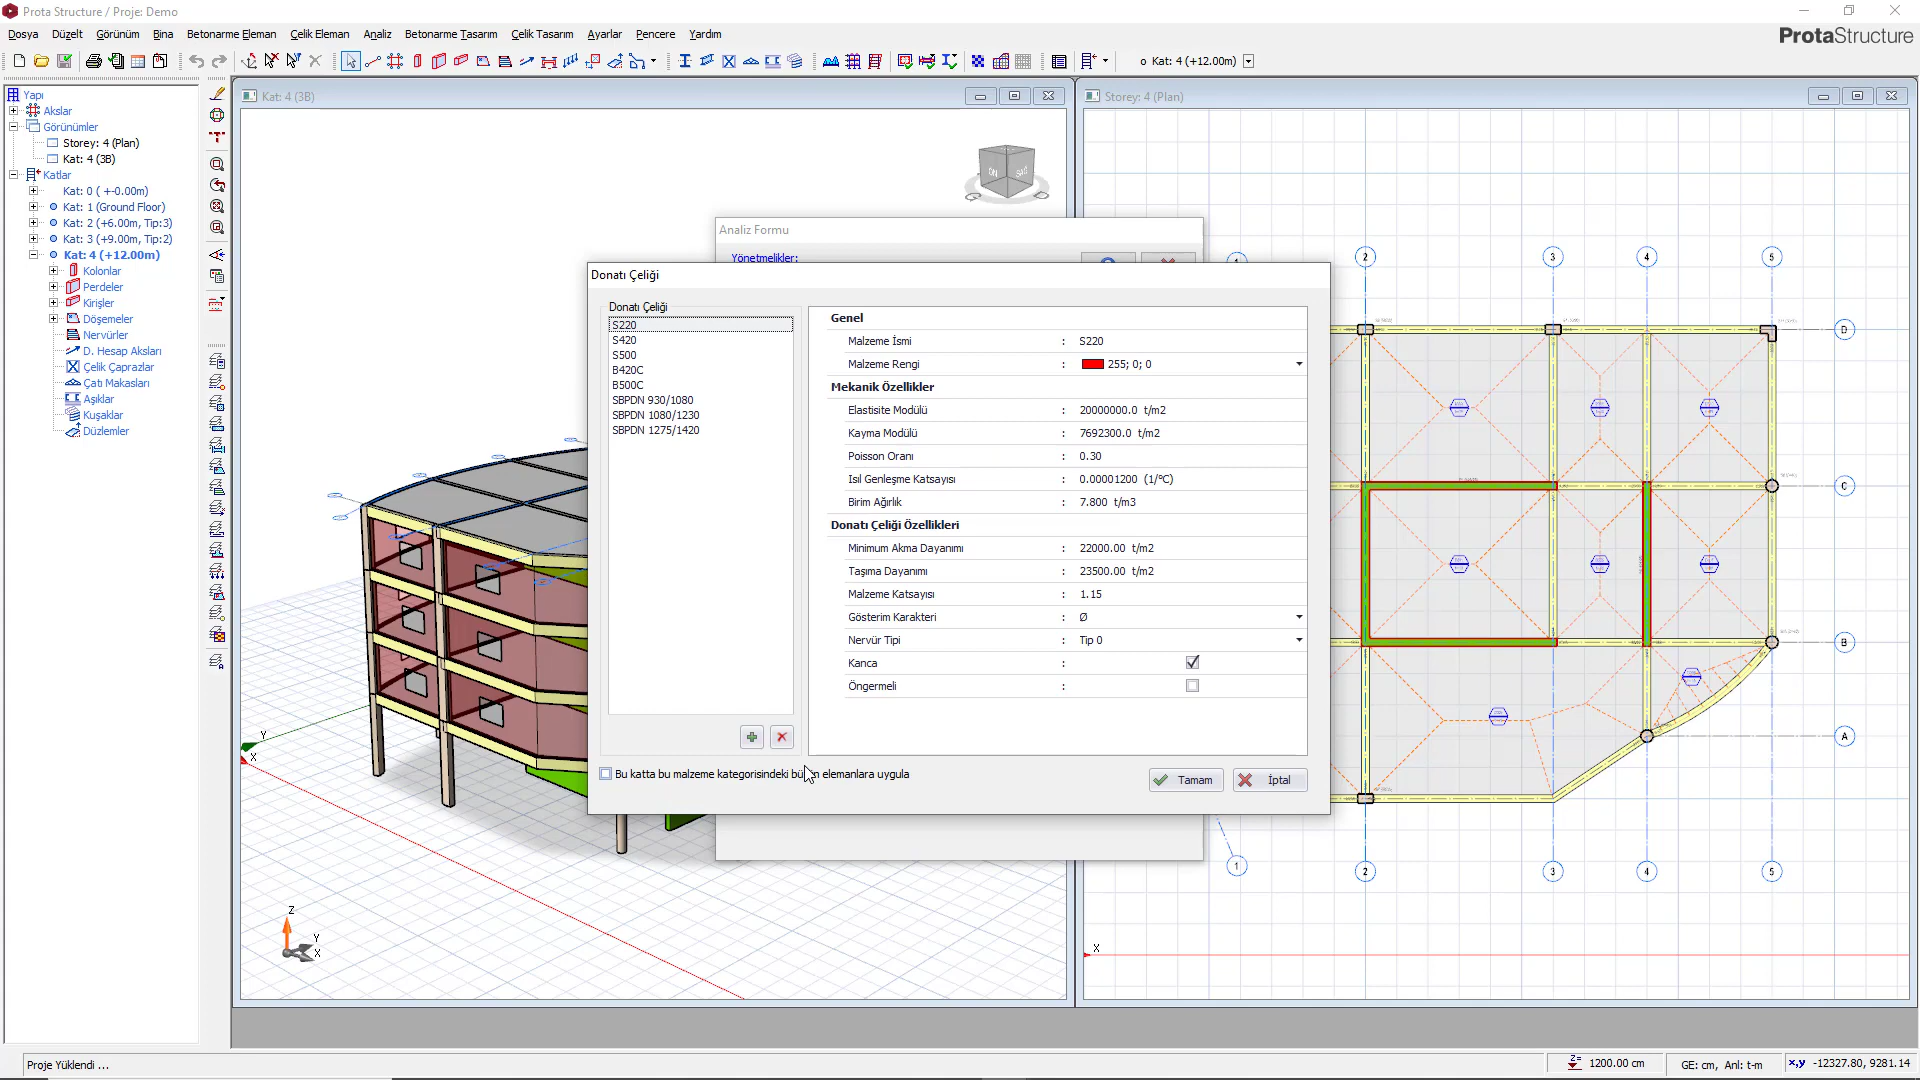 Prota Structure / Proje: Demo
Dosya Düzelt Görünüm Bina Betonarme Eleman Çelik Eleman Analiz Betonarme Tasarım Çelik Tasarım Ayarlar Pencere Yardım
ProtaStructure
o Kat: 4 (+12.00m)
Yapı
Akslar
Görünümler
Storey: 4 (Plan)
Kat: 4 (3B)
Katlar
Kat: 0 ( +-0.00m)
Kat: 1 (Ground Floor)
Kat: 2 (+6.00m, Tip:3)
Kat: 3 (+9.00m, Tip:2)
Kat: 4 (+12.00m)
Kolonlar
Perdeler
Kirişler
Döşemeler
Nervürler
D. Hesap Aksları
Çelik Çaprazlar
Çatı Makasları
Aşıklar
Kuşaklar
Düzlemler
Kat: 4 (3B)
Storey: 4 (Plan)
Analiz Formu
Yönetmelikler:
Donatı Çeliği
Donatı Çeliği
S220
S420
S500
B420C
B500C
SBPDN 930/1080
SBPDN 1080/1230
SBPDN 1275/1420
Genel
Malzeme İsmi : S220
Malzeme Rengi : 255; 0; 0
Mekanik Özellikler
Elastisite Modülü : 20000000.0 t/m2
Kayma Modülü : 7692300.0 t/m2
Poisson Oranı : 0.30
Isıl Genleşme Katsayısı : 0.00001200 (1/°C)
Birim Ağırlık : 7.800 t/m3
Donatı Çeliği Özellikleri
Minimum Akma Dayanımı : 22000.00 t/m2
Taşıma Dayanımı : 23500.00 t/m2
Malzeme Katsayısı : 1.15
Gösterim Karakteri : Ø
Nervür Tipi : Tip 0
Kanca :
Öngermeli :
Bu katta bu malzeme kategorisindeki elemanlara uygula
Tamam İptal
2 3 4 5
D
C
B
A
1 2 3 4 5
Y
X
Z
Y
X
X
Proje Yüklendi ...
Z= 1200.00 cm
GE: cm, Anl: t-m
x,y -12327.80, 9281.14